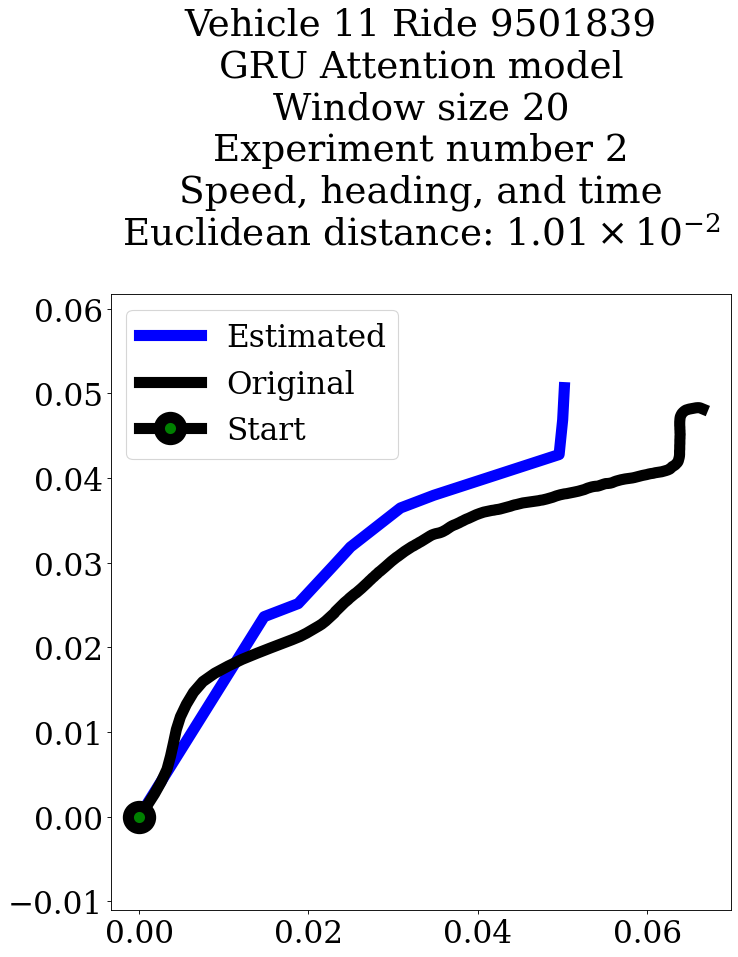 Vehicle 11 Ride 9501839
GRU Attention model
Window size 20
Experiment number 2
Speed, heading, and time
Euclidean distance: 1.01 × 10⁻²
0.06
Estimated
Original
Start
0.05
0.04
0.03
0.02
0.01
0.00
−0.01
0.00 0.02 0.04 0.06